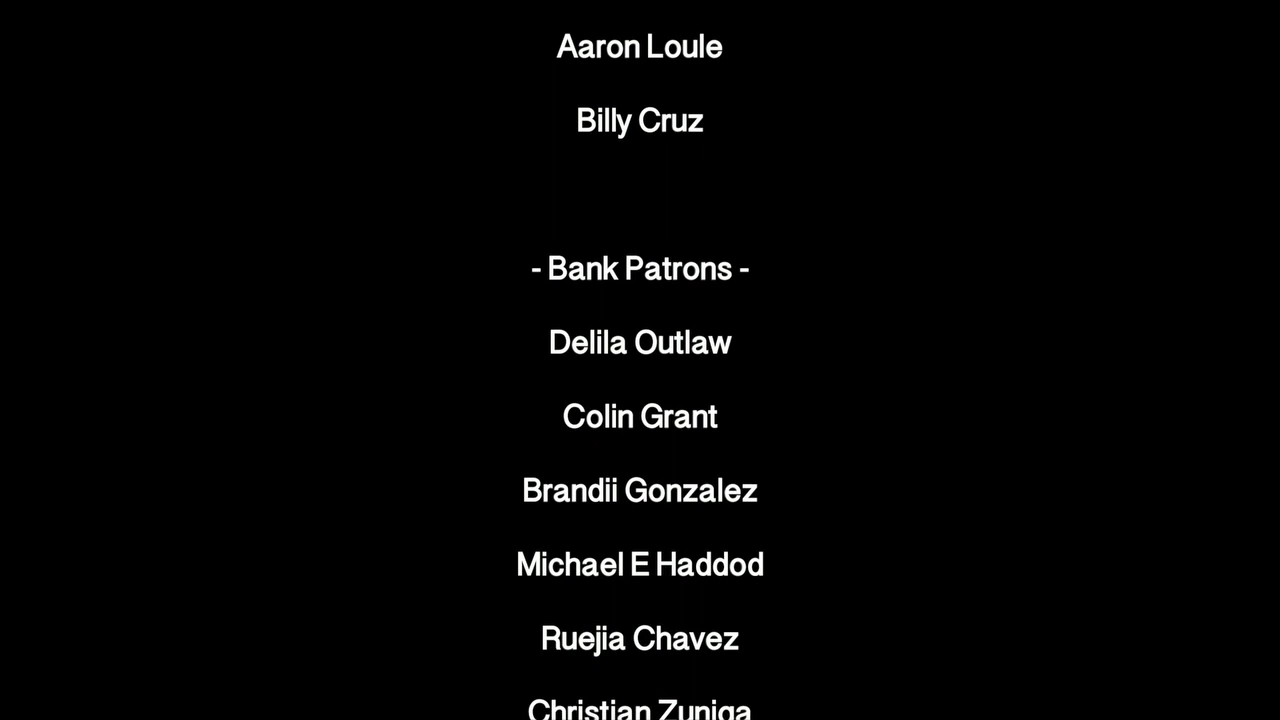 Aaron Loule
Billy Cruz
- Bank Patrons -
Delila Outlaw
Colin Grant
Brandii Gonzalez
Michael E Haddod
Ruejia Chavez
Christian Zuniga